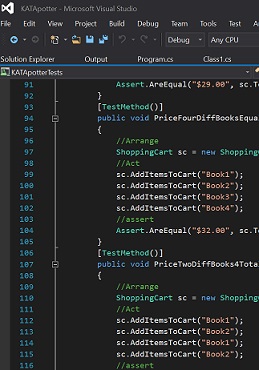 KATApotter - Microsoft Visual Studio
FILE EDIT VIEW PROJECT BUILD DEBUG TEA
Debug Any CPU
Solution Explorer Output Program.cs Class1.cs
KATApotterTests
91 Assert.AreEqual("$29.00", sc.T
92 }
93 [TestMethod()]
94 public void PriceFourDiffBooksEqua
95 {
96 //Arrange
97 ShoppingCart sc = new Shopping
98 //Act
99 sc.AddItemsToCart("Book1");
100 sc.AddItemsToCart("Book2");
101 sc.AddItemsToCart("Book3");
102 sc.AddItemsToCart("Book4");
103 //assert
104 Assert.AreEqual("$32.00", sc.T
105 }
106 [TestMethod()]
107 public void PriceTwoDiffBooks4Tota
108 {
109 //Arrange
110 ShoppingCart sc = new Shopping
111 //Act
112 sc.AddItemsToCart("Book1");
113 sc.AddItemsToCart("Book2");
114 sc.AddItemsToCart("Book1");
115 sc.AddItemsToCart("Book2");
116 //assert